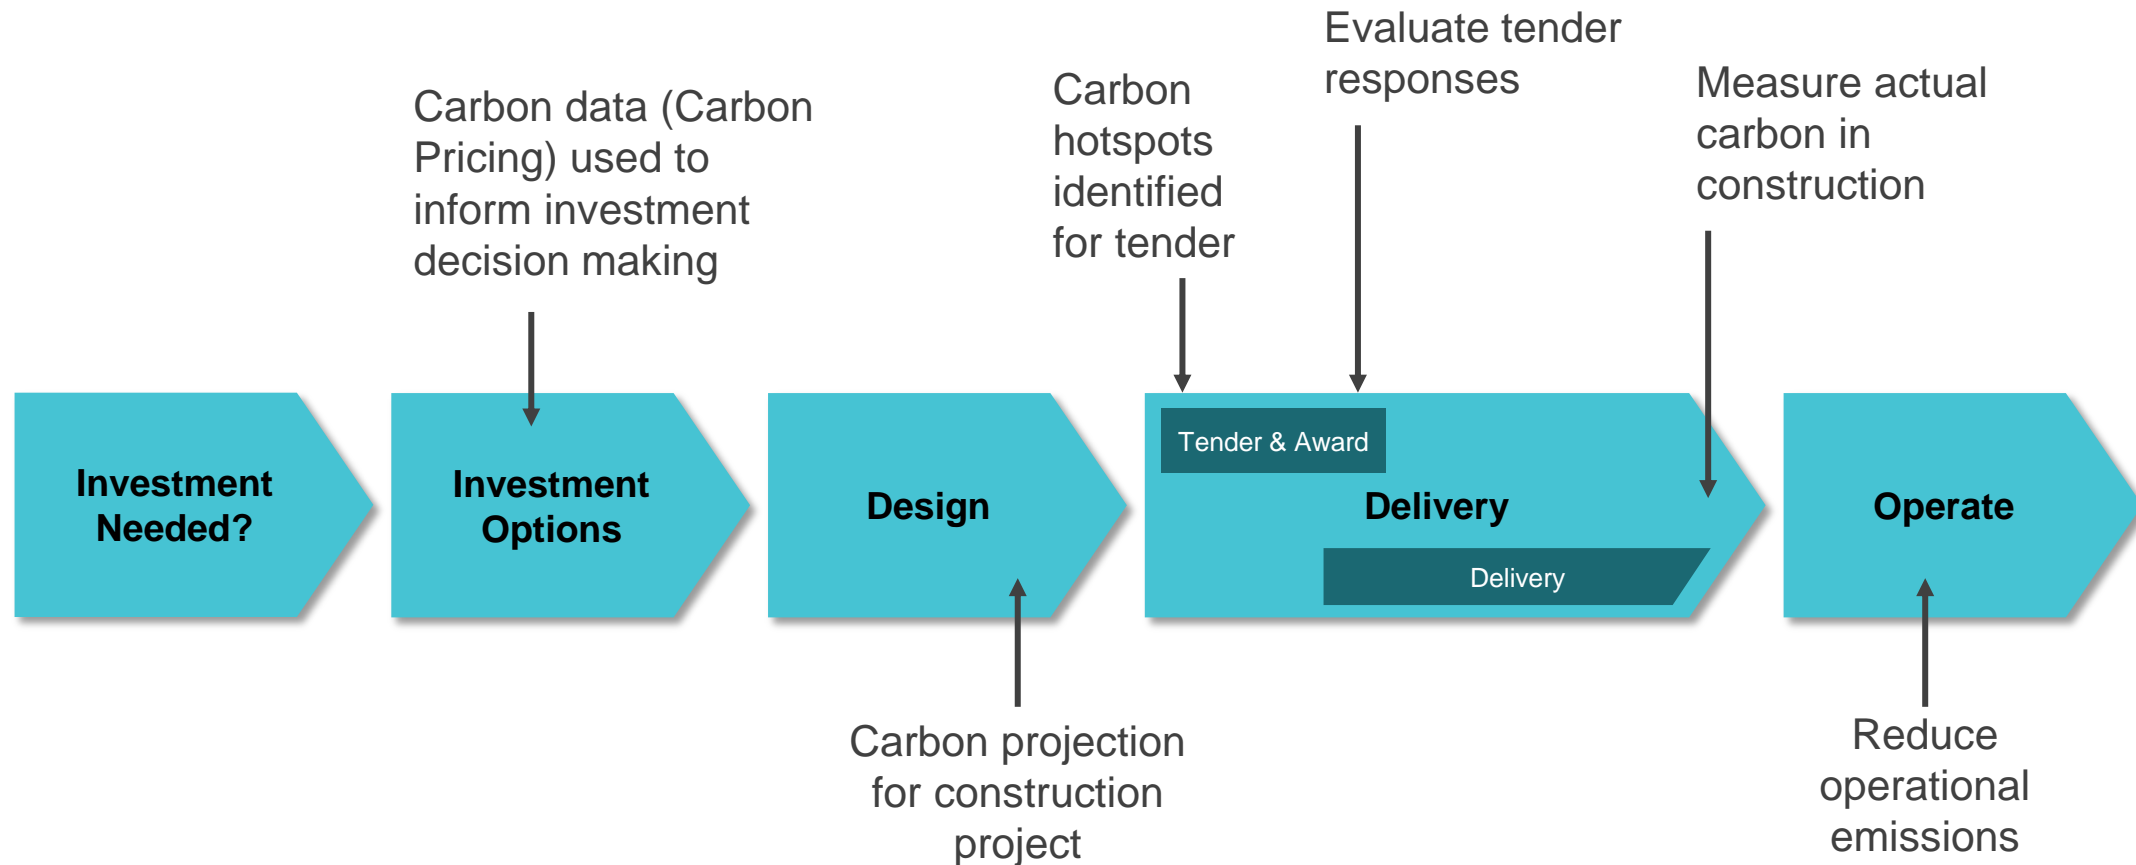 Carbon data (Carbon
Pricing) used to
inform investment
decision making
Carbon
hotspots
identified
for tender
Evaluate tender
responses
Measure actual
carbon in
construction
Investment
Needed?
Investment
Options
Design
Tender & Award
Delivery
Delivery
Operate
Carbon projection
for construction
project
Reduce
operational
emissions